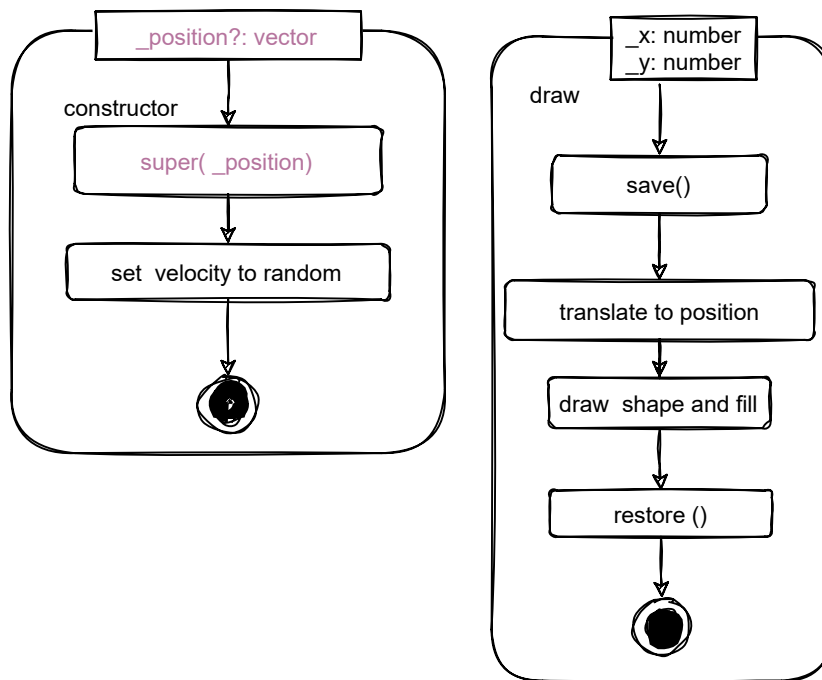 _position?: vector
constructor
super( _position)
set  velocity to random
_x: number
_y: number
draw
save()
translate to position
draw  shape and fill
restore ()